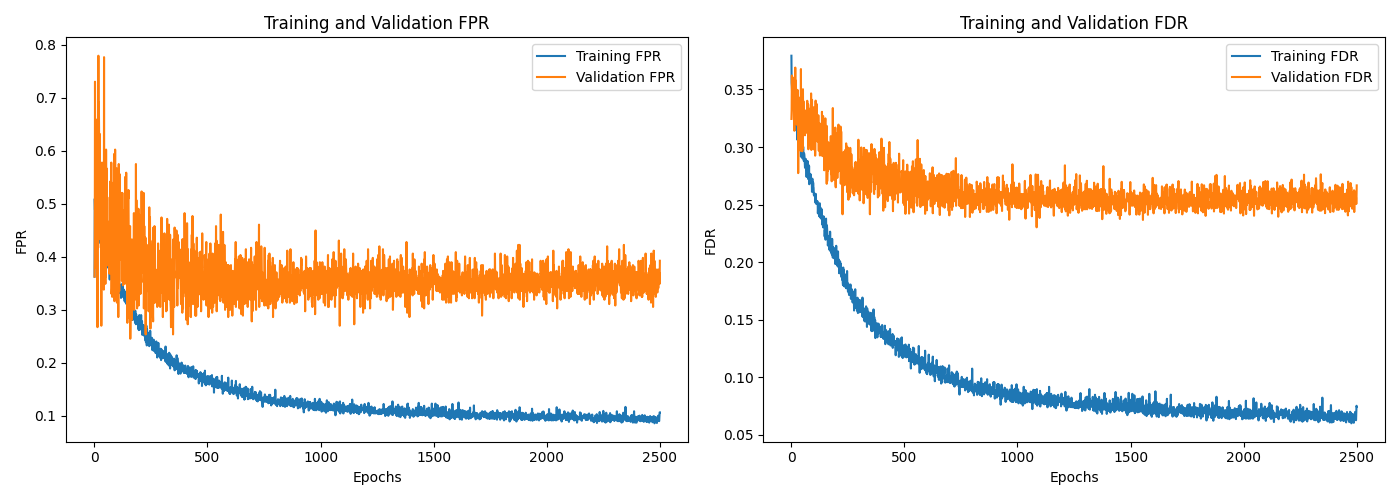 Training and Validation FPR
Training FPR
Validation FPR
0.8
0.7
0.6
0.5
0.4
0.3
0.2
0.1
FPR
0
500
1000
1500
2000
2500
Epochs
Training and Validation FDR
Training FDR
Validation FDR
0.35
0.30
0.25
0.20
0.15
0.10
0.05
FDR
0
500
1000
1500
2000
2500
Epochs